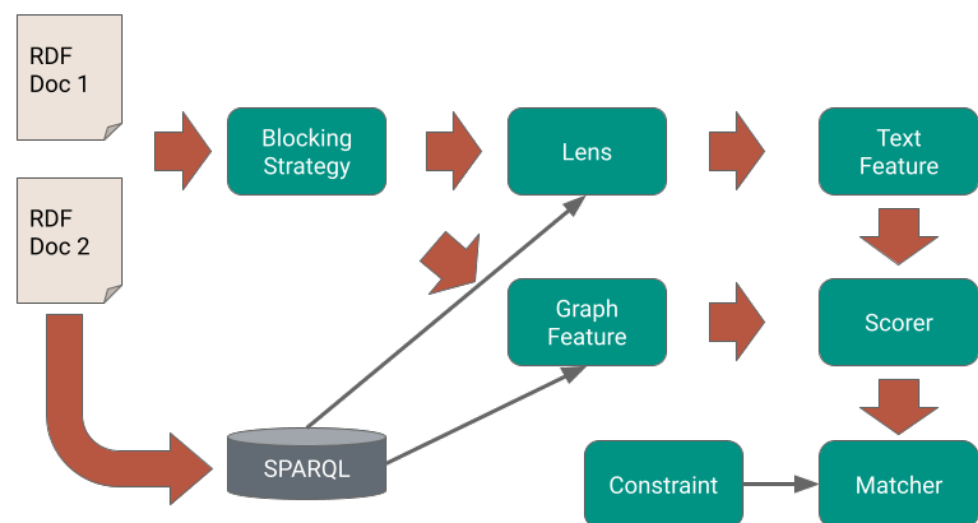 RDF
Doc 1
Blocking
Strategy
Lens
Text
Feature
RDF
Doc 2
Graph
Feature
Scorer
SPARQL
Constraint
Matcher